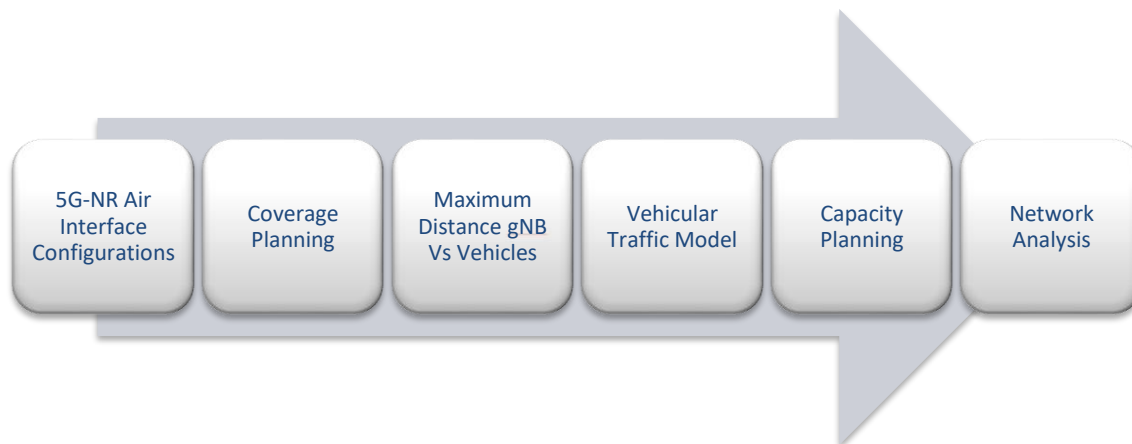 5G-NR Air
Interface
Configurations
Coverage
Planning
Maximum
Distance gNB
Vs Vehicles
Vehicular
Traffic Model
Capacity
Planning
Network
Analysis